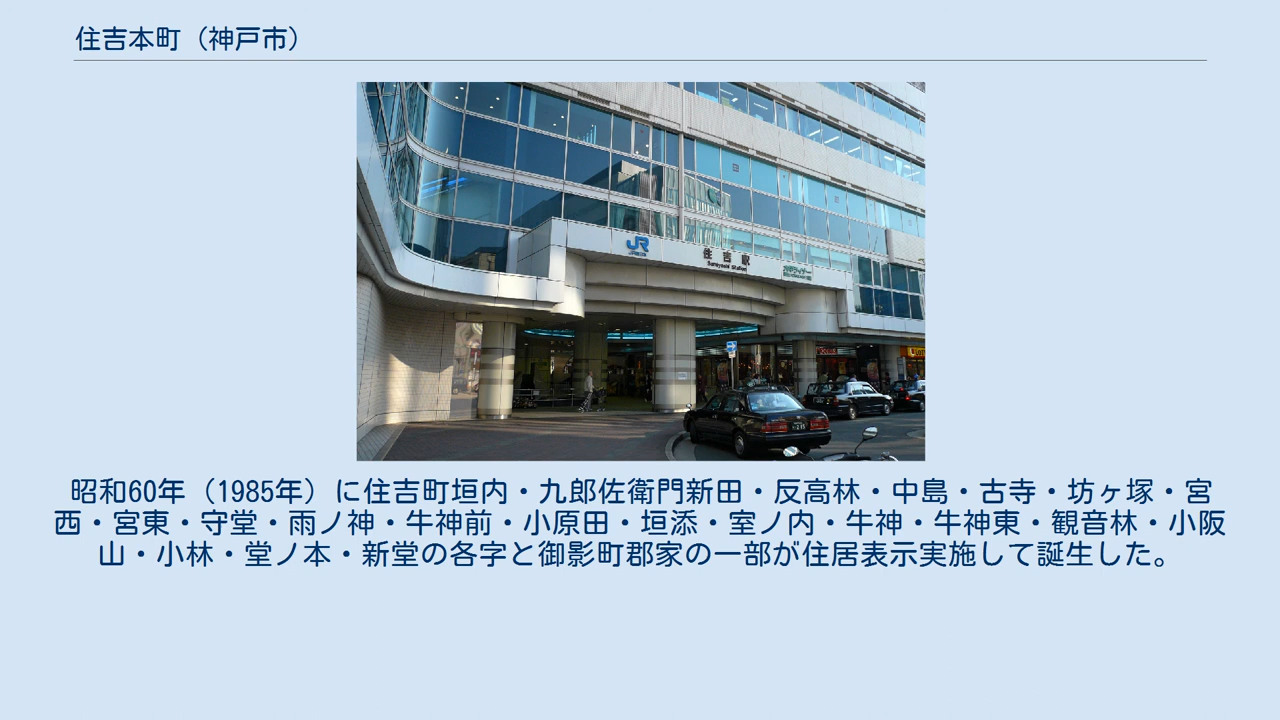 住吉本町（神戸市）
JR
住吉駅
Sumiyoshi Station
昭和60年（1985年）に住吉町垣内・九郎佐衛門新田・反高林・中島・古寺・坊ヶ塚・宮
西・宮東・守堂・雨ノ神・牛神前・小原田・垣添・室ノ内・牛神・牛神東・観音林・小阪
山・小林・堂ノ本・新堂の各字と御影町郡家の一部が住居表示実施して誕生した。